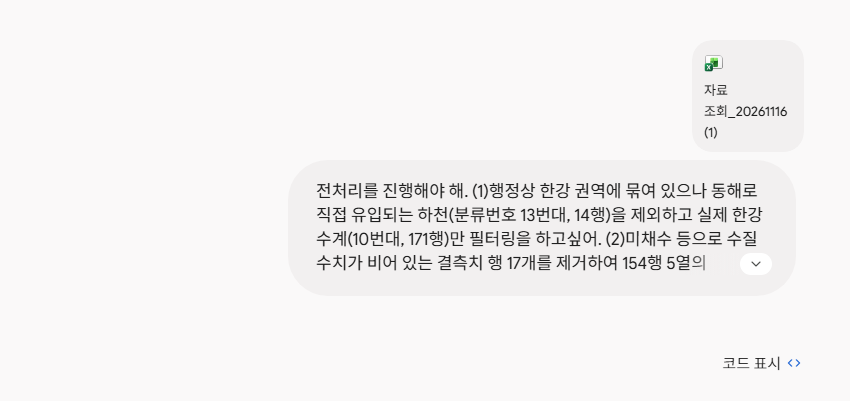 자료
조회_20261116
(1)
전처리를 진행해야 해. (1)행정상 한강 권역에 묶여 있으나 동해로
직접 유입되는 하천(분류번호 13번대, 14행)을 제외하고 실제 한강
수계(10번대, 171행)만 필터링을 하고싶어. (2)미채수 등으로 수질
수치가 비어 있는 결측치 행 17개를 제거하여 154행 5열의
코드 표시